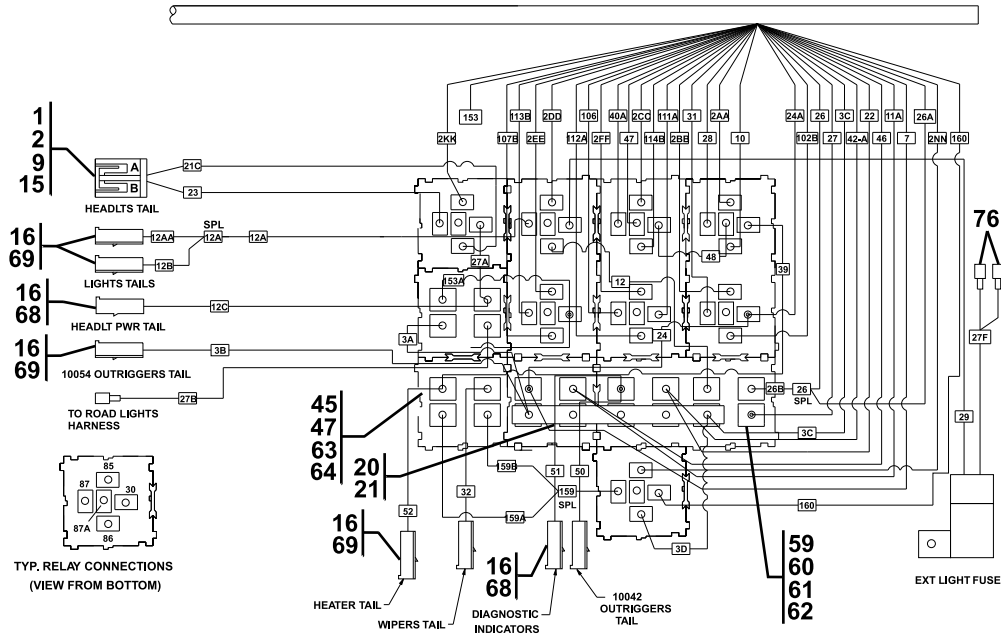 153
113B
2DD
106
40A
2CC
111A
31
2AA
24A
26
3C
22
11A
26A
2KK
107B
2EE
112A
2FF
47
114B
2BB
28
10
102B
27
42-A
46
7
2NN
160
1
2
9
15
A
B
21C
23
HEADLTS TAIL
16
69
12AA
SPL
12A
12A
12B
LIGHTS TAILS
27A
48
39
76
16
68
153A
12
12C
HEADLT PWR TAIL
3A
24
27F
16
69
3B
10054 OUTRIGGERS TAIL
27B
TO ROAD LIGHTS
HARNESS
26B
26
SPL
29
45
47
63
64
20
21
3C
85
87
30
87A
86
TYP. RELAY CONNECTIONS
(VIEW FROM BOTTOM)
159B
51
50
32
159
SPL
159A
52
160
3D
16
69
16
68
59
60
61
62
HEATER TAIL
WIPERS TAIL
DIAGNOSTIC
INDICATORS
10042
OUTRIGGERS
TAIL
EXT LIGHT FUSE